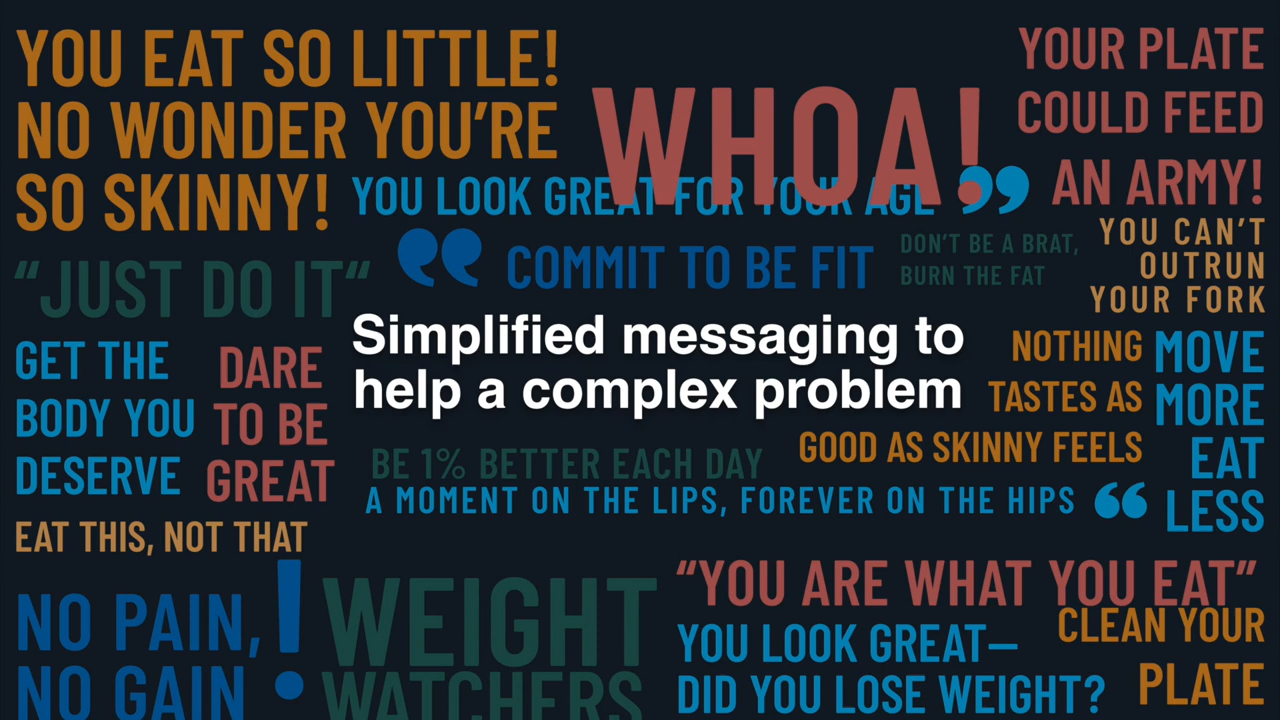 YOU EAT SO LITTLE!
NO WONDER YOU'RE
SO SKINNY!
WHOA!
YOUR PLATE
COULD FEED
AN ARMY!
YOU LOOK GREAT FOR YOUR AGE”
“JUST DO IT“
“ COMMIT TO BE FIT
DON'T BE A BRAT,
BURN THE FAT
YOU CAN'T
OUTRUN
YOUR FORK
Simplified messaging to
help a complex problem
GET THE
BODY YOU
DESERVE
DARE
TO BE
GREAT
NOTHING
TASTES AS
GOOD AS SKINNY FEELS
MOVE
MORE
EAT
LESS
BE 1% BETTER EACH DAY
A MOMENT ON THE LIPS, FOREVER ON THE HIPS “
EAT THIS, NOT THAT
NO PAIN,
NO GAIN!
WEIGHT
WATCHERS
“YOU ARE WHAT YOU EAT”
CLEAN YOUR
PLATE
YOU LOOK GREAT—
DID YOU LOSE WEIGHT?